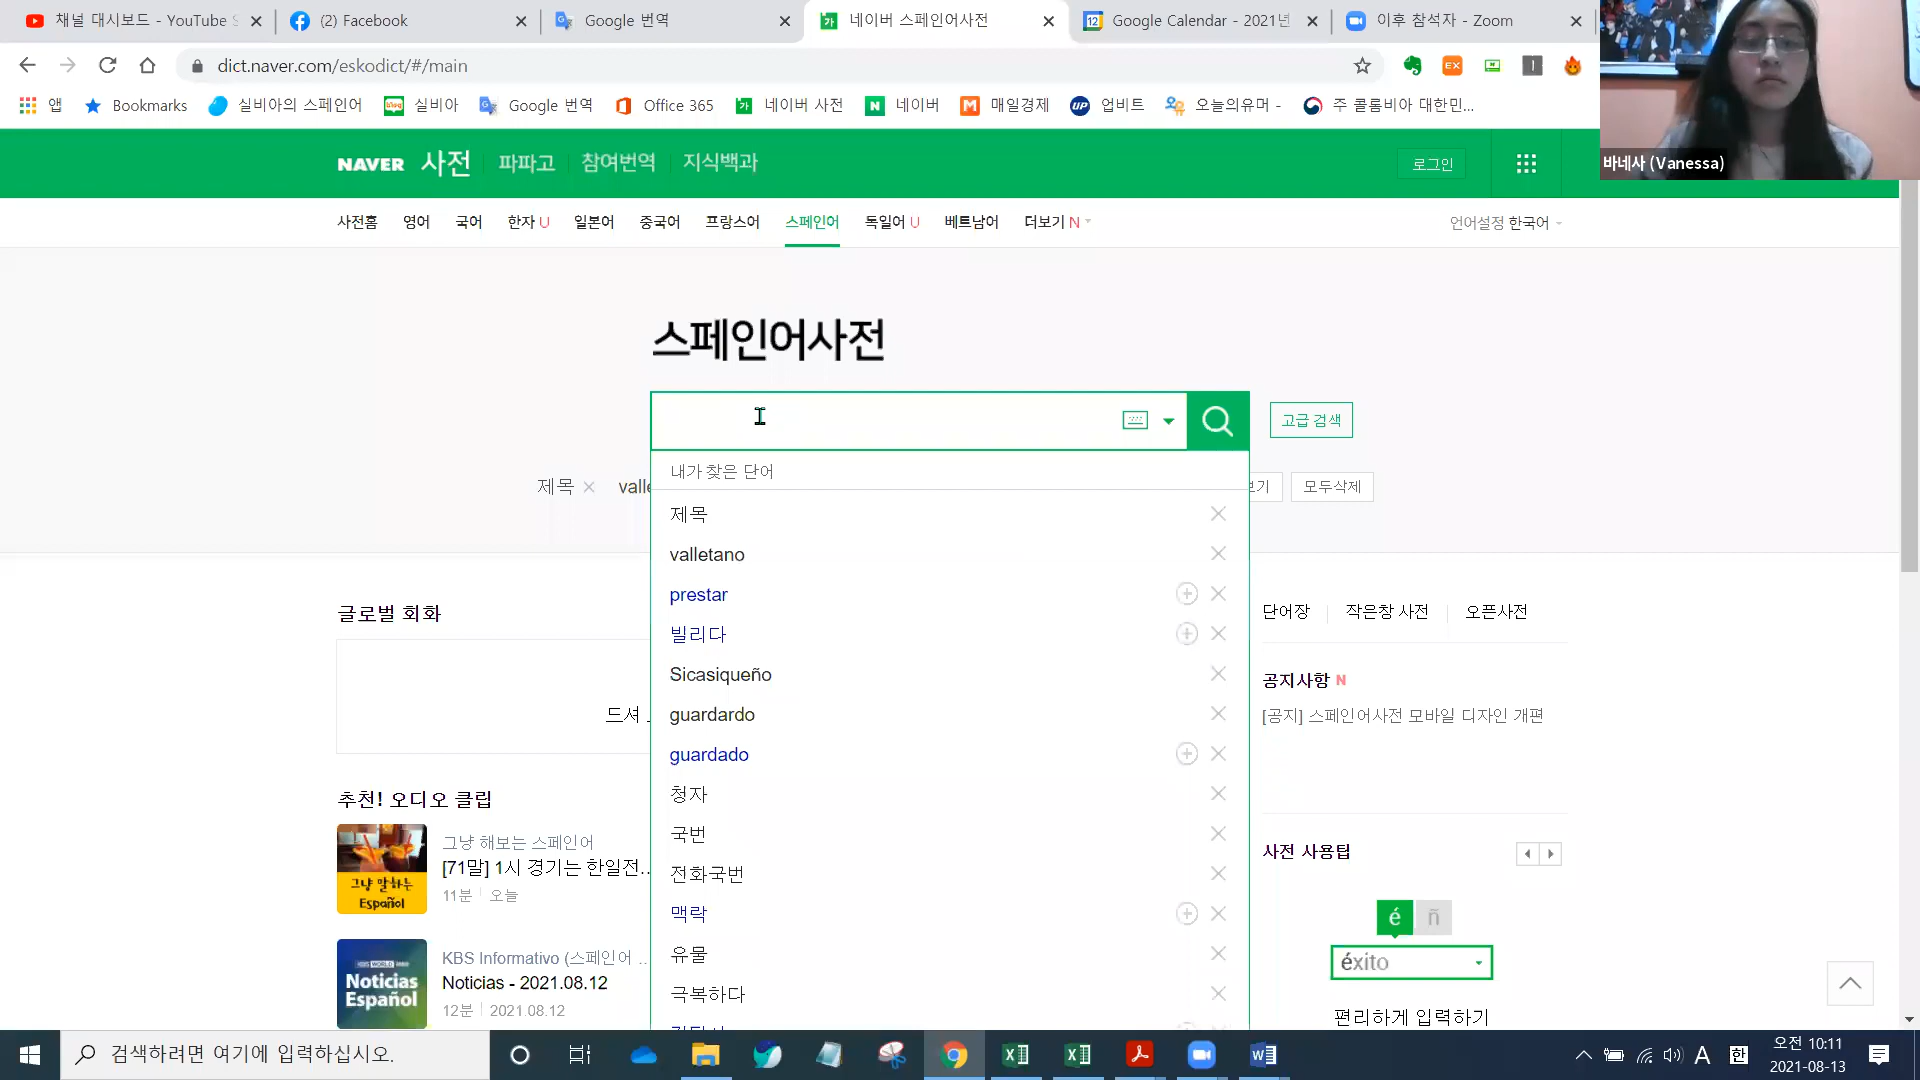 채널 대시보드 - YouTube S
(2) Facebook
Google 번역
네이버 스페인어사전
Google Calendar - 2021년
이후 참석자 - Zoom
dict.naver.com/eskodict/#/main
앱
Bookmarks
실비아의 스페인어
실비아
Google 번역
Office 365
네이버 사전
네이버
매일경제
업비트
오늘의유머 -
주 콜롬비아 대한민...
바네사 (Vanessa)
NAVER 사전
파파고
참여번역
지식백과
로그인
사전홈
영어
국어
한자 U
일본어
중국어
프랑스어
스페인어
독일어 U
베트남어
더보기 N
언어설정 한국어
스페인어사전
고급 검색
제목
valle
내가 찾은 단어
보기
모두삭제
제목
valletano
prestar
빌리다
Sicasiqueño
guardardo
guardado
청자
국번
전화국번
맥락
유물
극복하다
글로벌 회화
드셔
추천! 오디오 클립
그냥 말하는 Español
그냥 해보는 스페인어
[71말] 1시 경기는 한일전...
11분
오늘
KBS WORLD
Noticias
Español
KBS Informativo (스페인어 ...
Noticias - 2021.08.12
12분
2021.08.12
단어장
작은창 사전
오픈사전
공지사항 N
[공지] 스페인어사전 모바일 디자인 개편
사전 사용팁
é
ñ
éxito
편리하게 입력하기
검색하려면 여기에 입력하십시오.
A
한
오전 10:11
2021-08-13